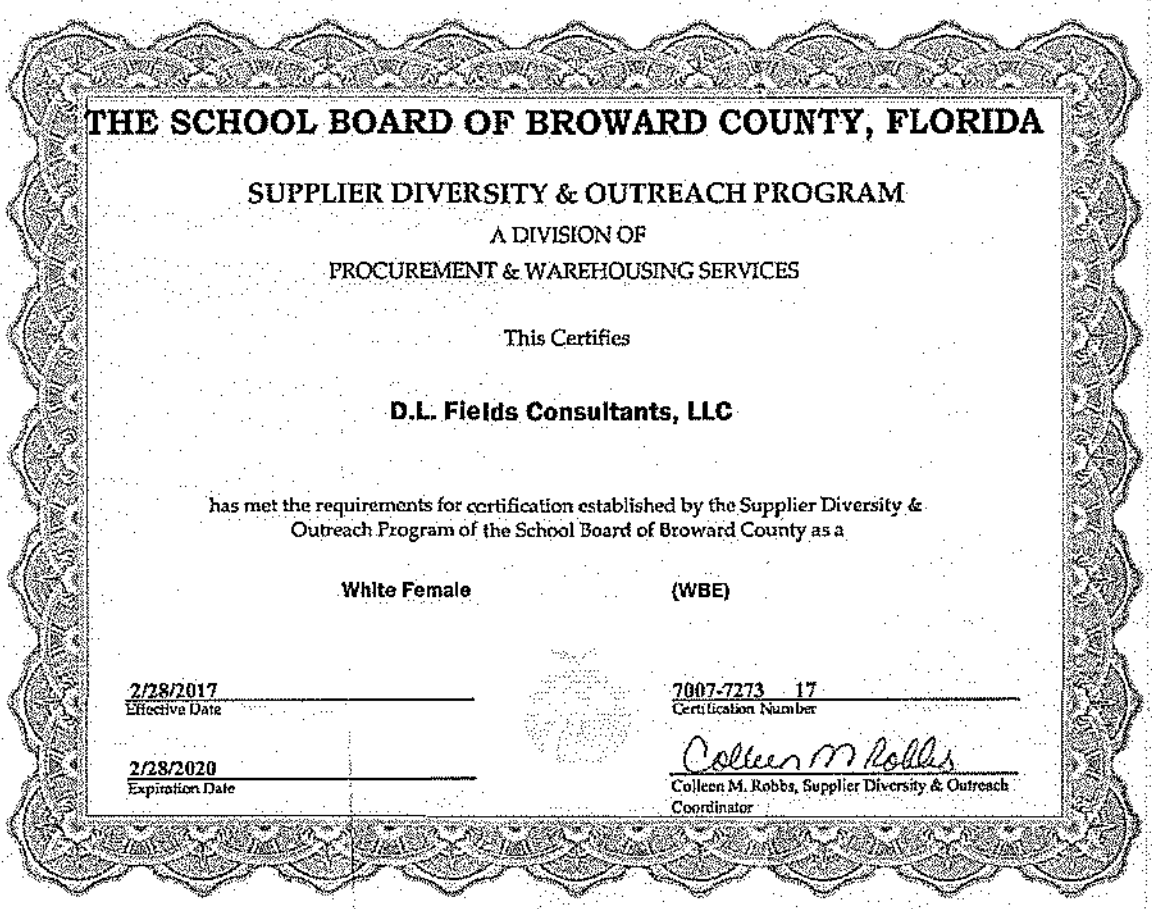 THE SCHOOL BOARD OF BROWARD COUNTY, FLORIDA
SUPPLIER DIVERSITY & OUTREACH PROGRAM
A DIVISION OF
PROCUREMENT & WAREHOUSING SERVICES
This Certifies
D.L. Fields Consultants, LLC
has met the requirements for certification established by the Supplier Diversity &
Outreach Program of the School Board of Broward County as a
White Female (WBE)
2/28/2017
Effective Date
7007-7273 17
Certification Number
2/28/2020
Expiration Date
Colleen M Robbs
Colleen M. Robbs, Supplier Diversity & Outreach
Coordinator